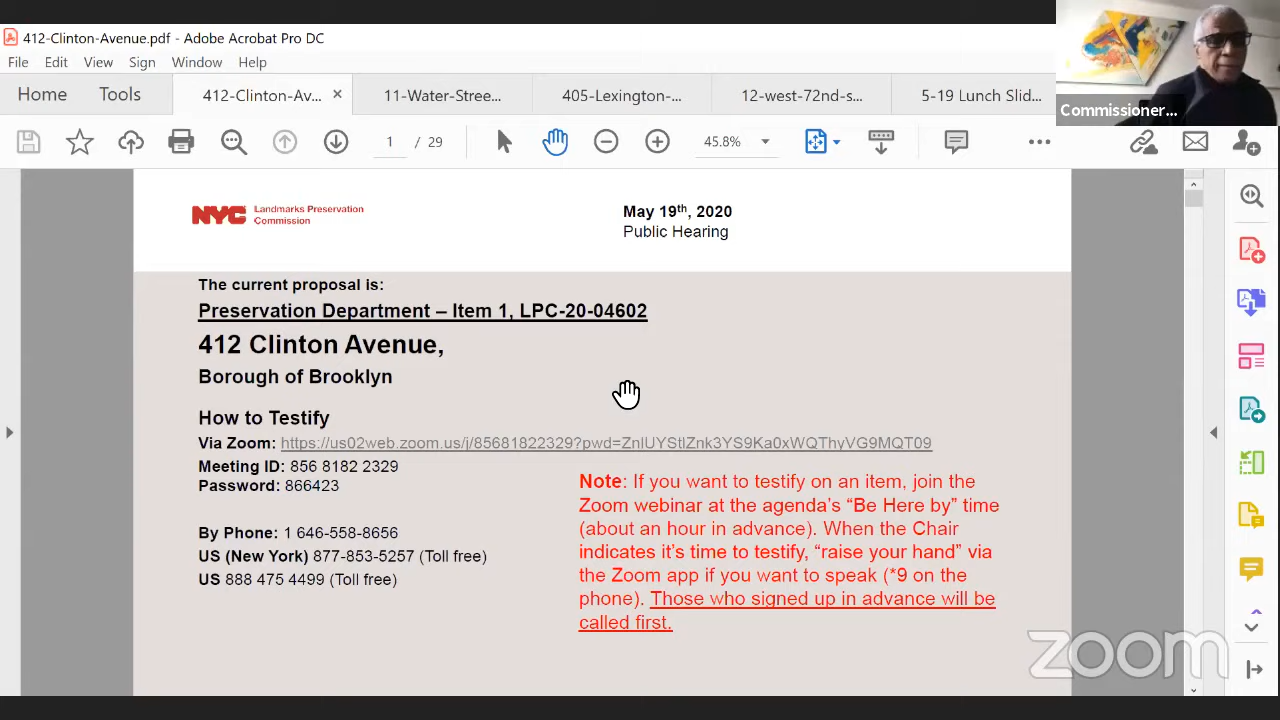 412-Clinton-Avenue.pdf - Adobe Acrobat Pro DC
File Edit View Sign Window Help
Home Tools 412-Clinton-Av... × 11-Water-Stree... 405-Lexington-... 12-west-72nd-s... 5-19 Lunch Slid...
Commissioner...
1 / 29 45.8%
NYC Landmarks Preservation
Commission
May 19th, 2020
Public Hearing
The current proposal is:
Preservation Department – Item 1, LPC-20-04602
412 Clinton Avenue,
Borough of Brooklyn
How to Testify
Via Zoom: https://us02web.zoom.us/j/85681822329?pwd=ZnlUYStlZnk3YS9Ka0xWQThyVG9MQT09
Meeting ID: 856 8182 2329
Password: 866423
By Phone: 1 646-558-8656
US (New York) 877-853-5257 (Toll free)
US 888 475 4499 (Toll free)
Note: If you want to testify on an item, join the
Zoom webinar at the agenda's “Be Here by” time
(about an hour in advance). When the Chair
indicates it's time to testify, “raise your hand” via
the Zoom app if you want to speak (*9 on the
phone). Those who signed up in advance will be
called first.
zoom